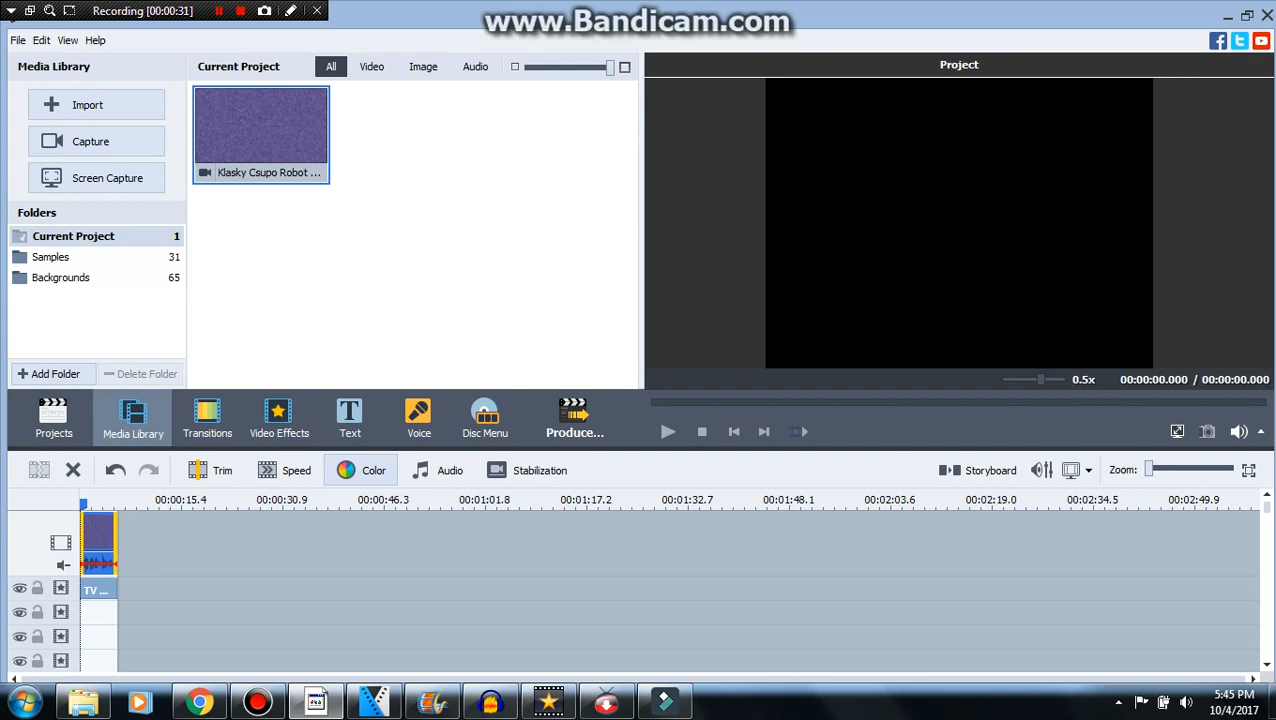 Recording [00:00:31]
www.Bandicam.com
File Edit View Help
Media Library
Current Project All Video Image Audio
Project
Import
Capture
Screen Capture
Klasky Csupo Robot ...
Folders
Current Project 1
Samples 31
Backgrounds 65
Add Folder Delete Folder
0.5x 00:00:00.000 / 00:00:00.000
Projects Media Library Transitions Video Effects Text Voice Disc Menu Produce...
Trim Speed Color Audio Stabilization Storyboard Zoom:
00:00:15.4 00:00:30.9 00:00:46.3 00:01:01.8 00:01:17.2 00:01:32.7 00:01:48.1 00:02:03.6 00:02:19.0 00:02:34.5 00:02:49.9
TV ...
5:45 PM
10/4/2017